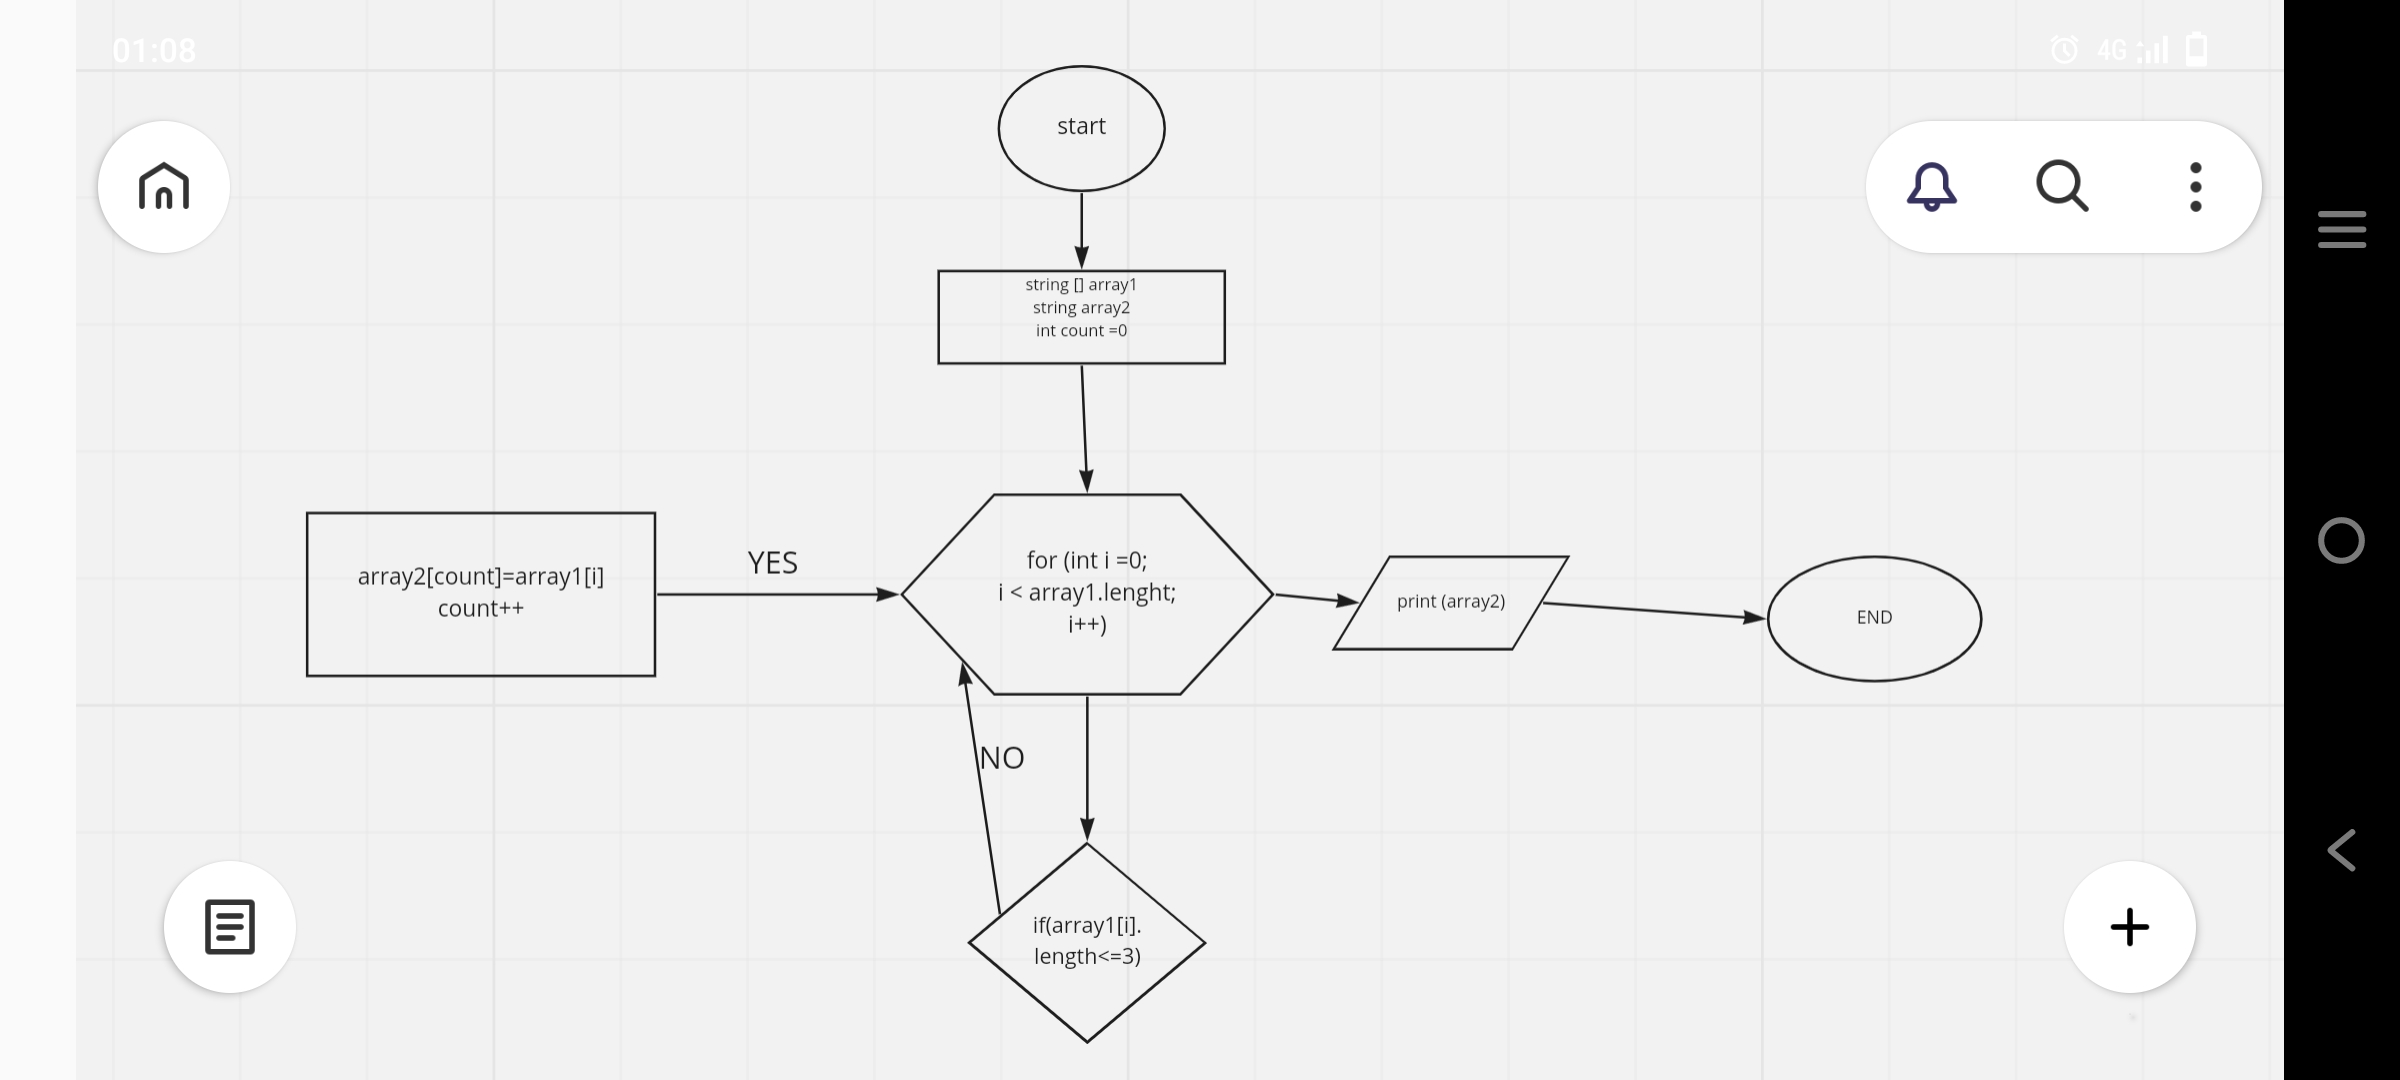 01:08
4G
start
string [] array1
string array2
int count =0
for (int i =0;
i < array1.lenght;
i++)
array2[count]=array1[i]
count++
YES
print (array2)
END
NO
if(array1[i].
length<=3)